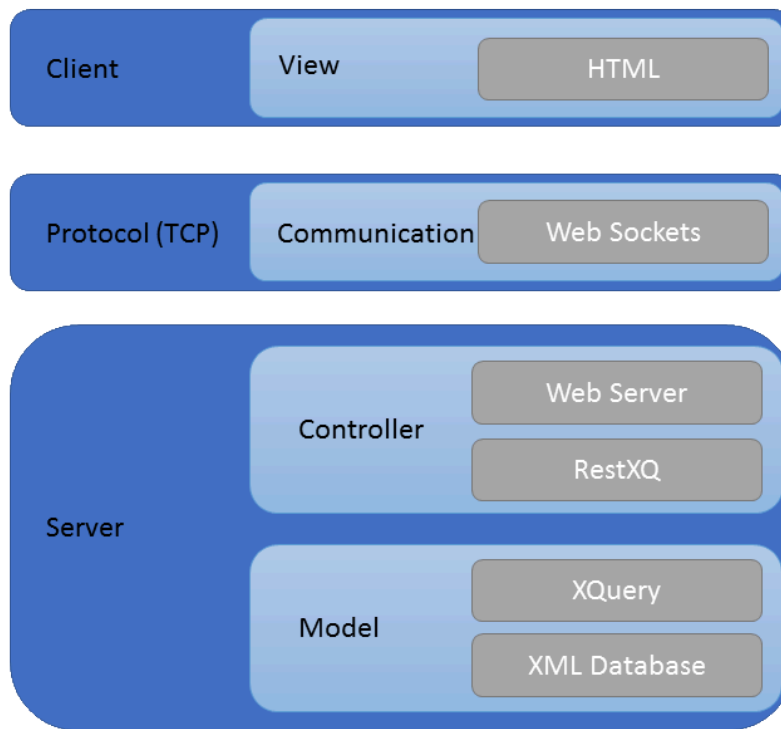 Client
View
HTML
Protocol (TCP)
Communication
Web Sockets
Server
Controller
Web Server
RestXQ
Model
XQuery
XML Database